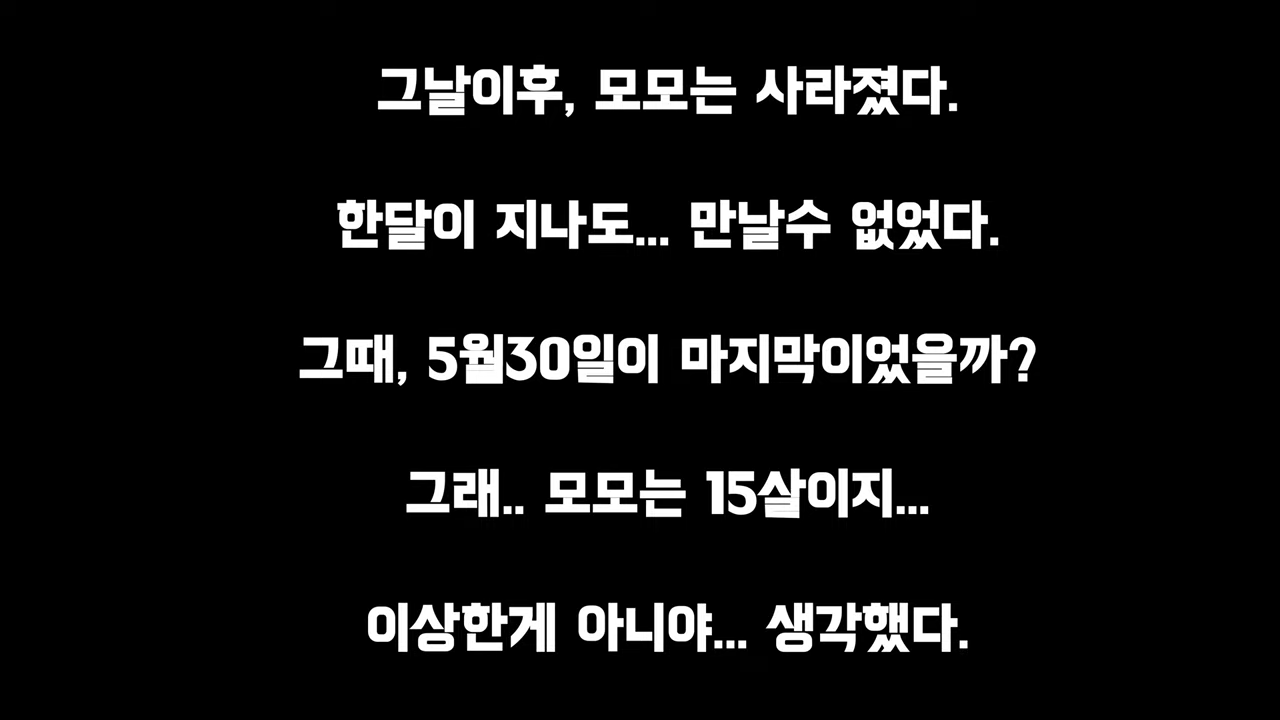 그날이후, 모모는 사라졌다.
한달이 지나도... 만날수 없었다.
그때, 5월30일이 마지막이었을까?
그래.. 모모는 15살이지...
이상한게 아니야... 생각했다.